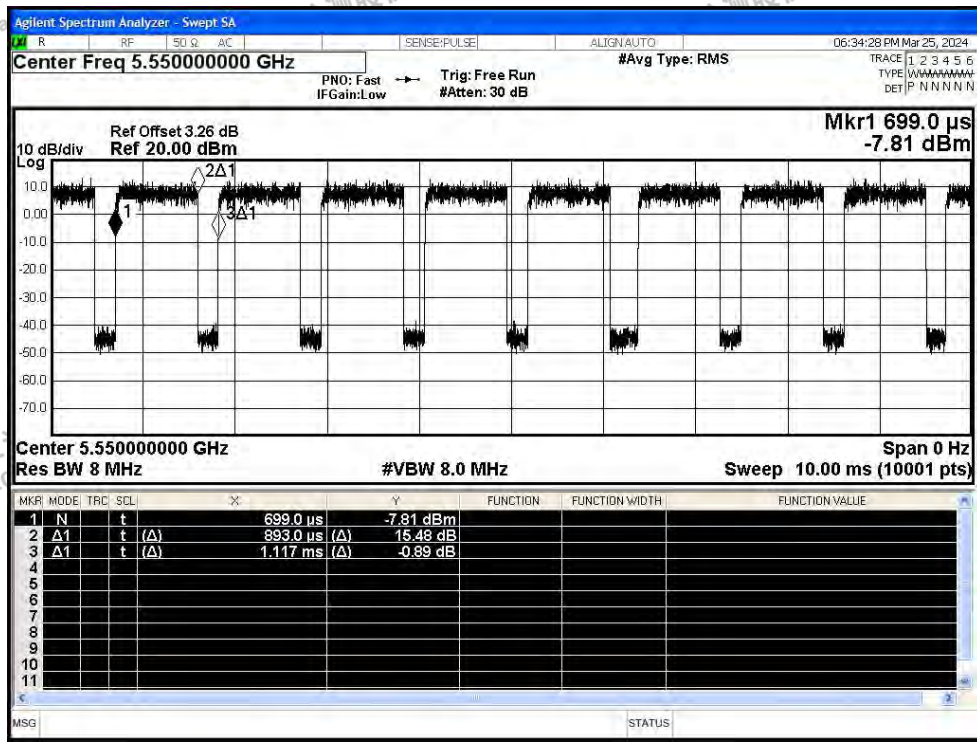 Agilent Spectrum Analyzer - Swept SA
R RF 50 Ω AC SENSE:PULSE ALIGN AUTO 06:34:28 PM Mar 25, 2024
Center Freq 5.550000000 GHz
#Avg Type: RMS
TRACE 1 2 3 4 5 6
PNO: Fast Trig: Free Run
TYPE WWWWWW
IFGain:Low #Atten: 30 dB
DET P N N N N N
Mkr1 699.0 µs
-7.81 dBm
Ref Offset 3.26 dB
10 dB/div Ref 20.00 dBm
Log
2Δ1
10.0
1
3Δ1
0.00
-10.0
-20.0
-30.0
-40.0
-50.0
-60.0
-70.0
Center 5.550000000 GHz Span 0 Hz
Res BW 8 MHz #VBW 8.0 MHz Sweep 10.00 ms (10001 pts)
MKR MODE TRC SCL X Y FUNCTION FUNCTION WIDTH FUNCTION VALUE
1 N t 699.0 µs -7.81 dBm
2 Δ1 t (Δ) 893.0 µs (Δ) 15.48 dB
3 Δ1 t (Δ) 1.117 ms (Δ) -0.89 dB
4
5
6
7
8
9
10
11
MSG STATUS